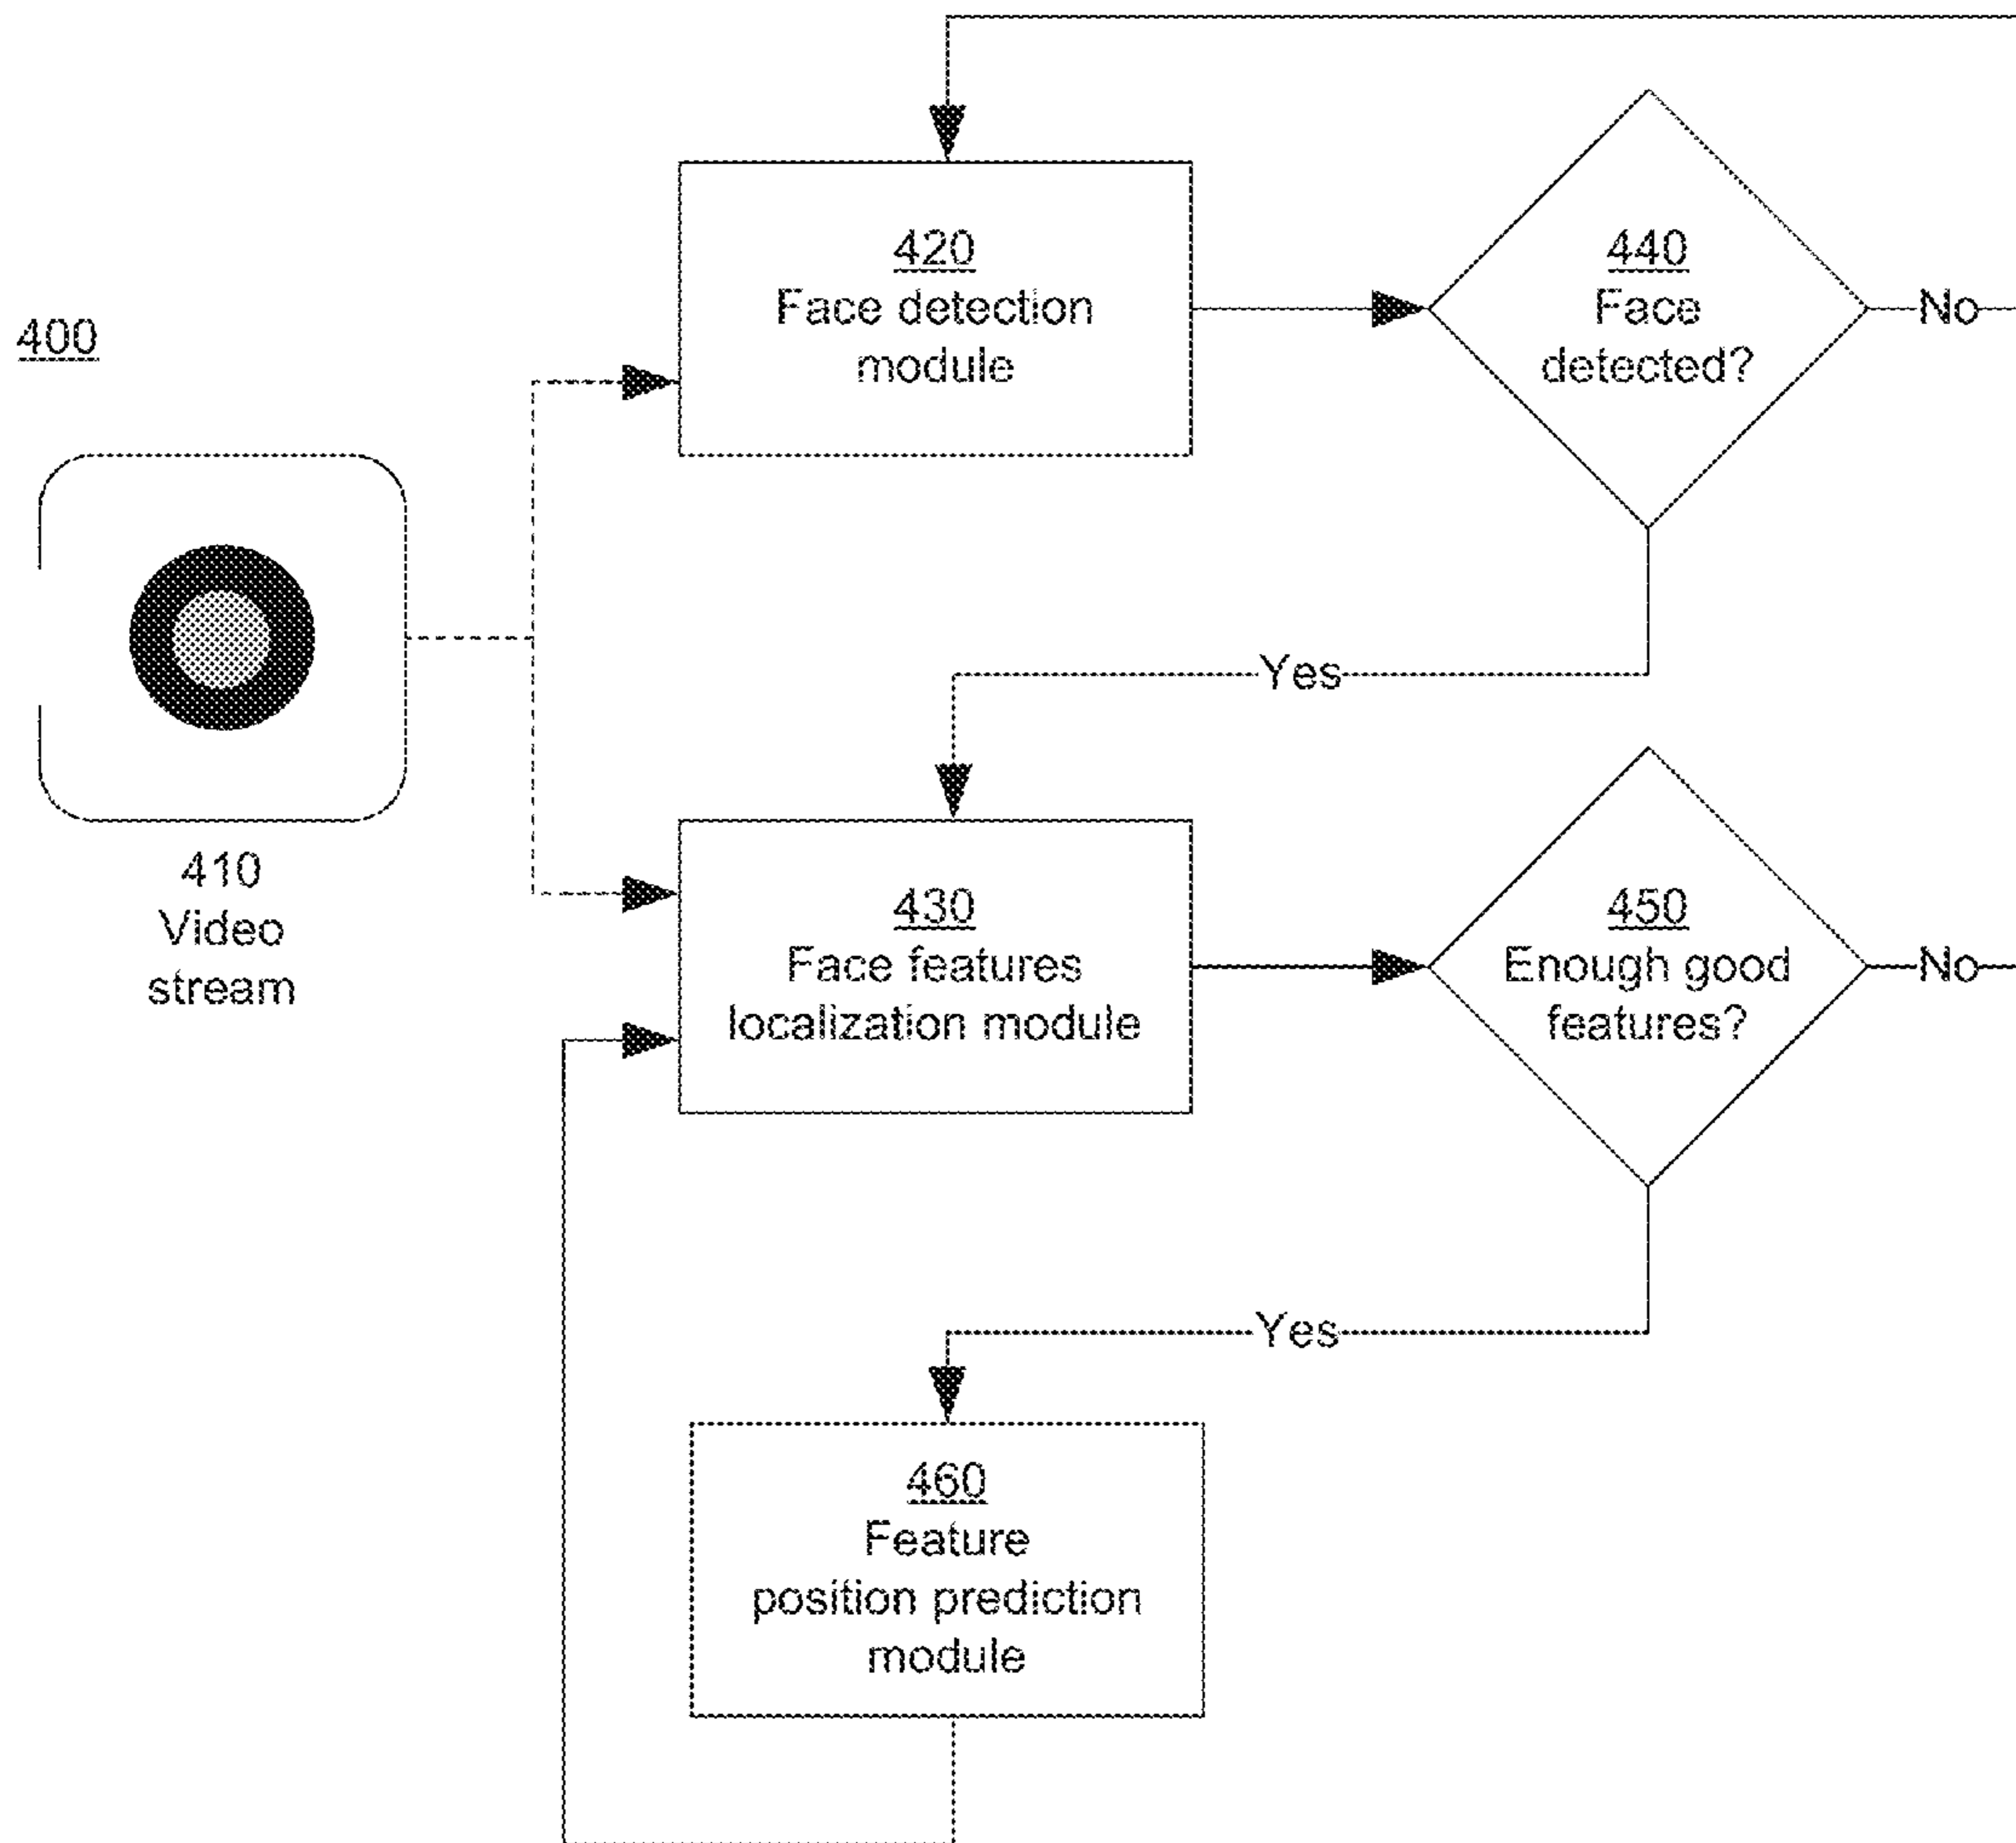 400
410
Video
stream
420
Face detection
module
440
Face
detected?
No
Yes
430
Face features
localization module
450
Enough good
features?
No
Yes
460
Feature
position prediction
module